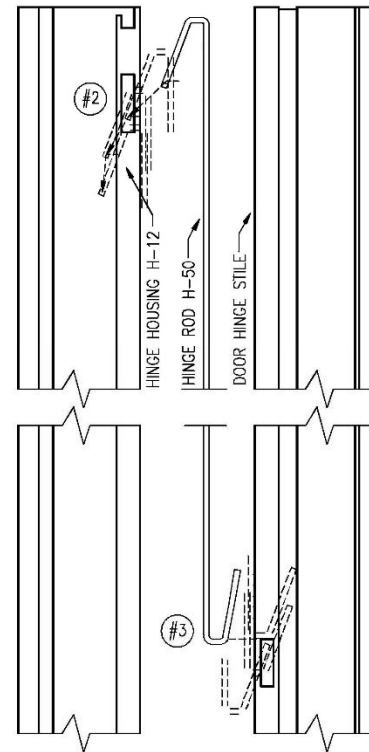 #2
HINGE HOUSING H-12
HINGE ROD H-50
DOOR HINGE STILE
#3